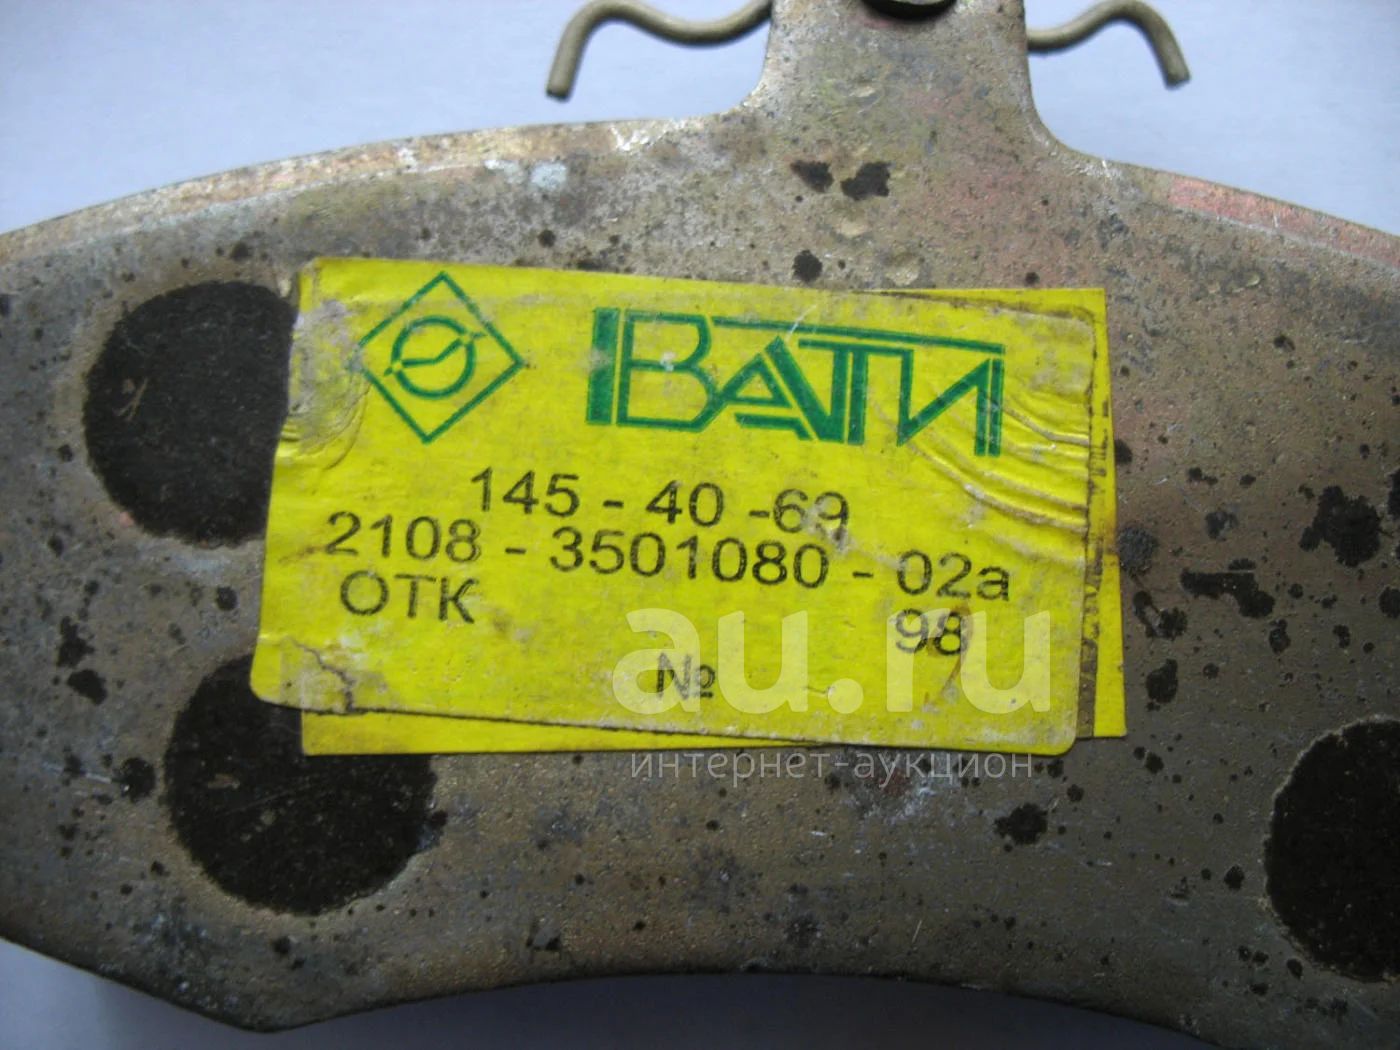 ВАТИ
145 - 40 -69
2108 - 3501080 - 02а
ОТК
98
№
au.ru
интернет-аукцион